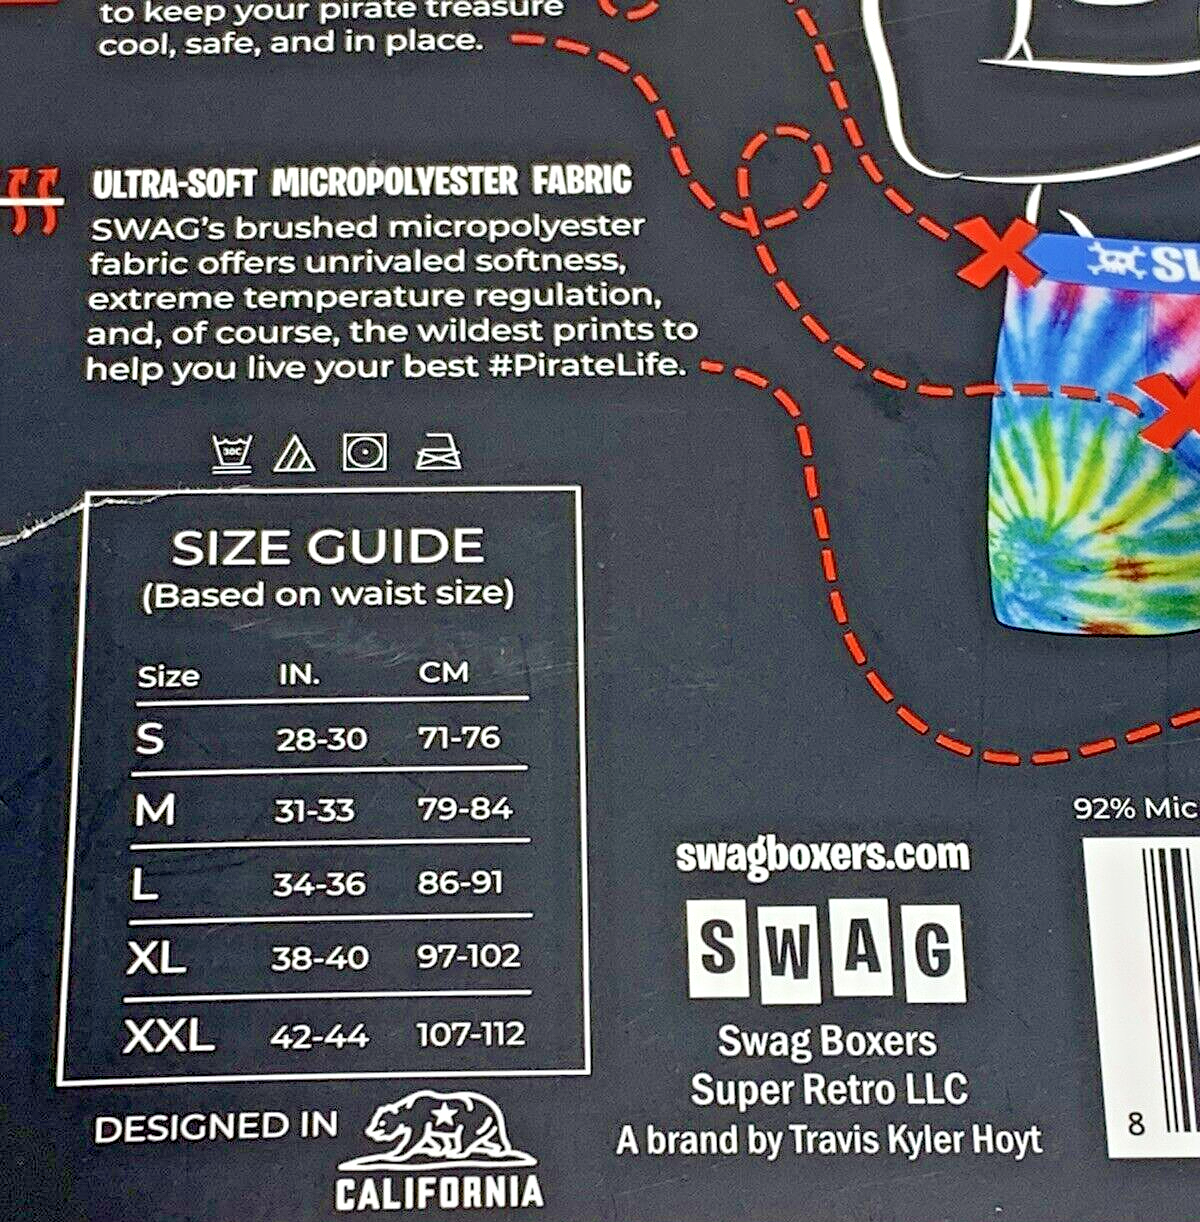 to keep your pirate treasure
cool, safe, and in place.
ULTRA-SOFT MICROPOLYESTER FABRIC
SWAG's brushed micropolyester
fabric offers unrivaled softness,
extreme temperature regulation,
and, of course, the wildest prints to
help you live your best #PirateLife.
30C
SIZE GUIDE
(Based on waist size)
Size IN. CM
S 28-30 71-76
M 31-33 79-84
L 34-36 86-91
XL 38-40 97-102
XXL 42-44 107-112
DESIGNED IN
CALIFORNIA
swagboxers.com
SWAG
Swag Boxers
Super Retro LLC
A brand by Travis Kyler Hoyt
92%
8